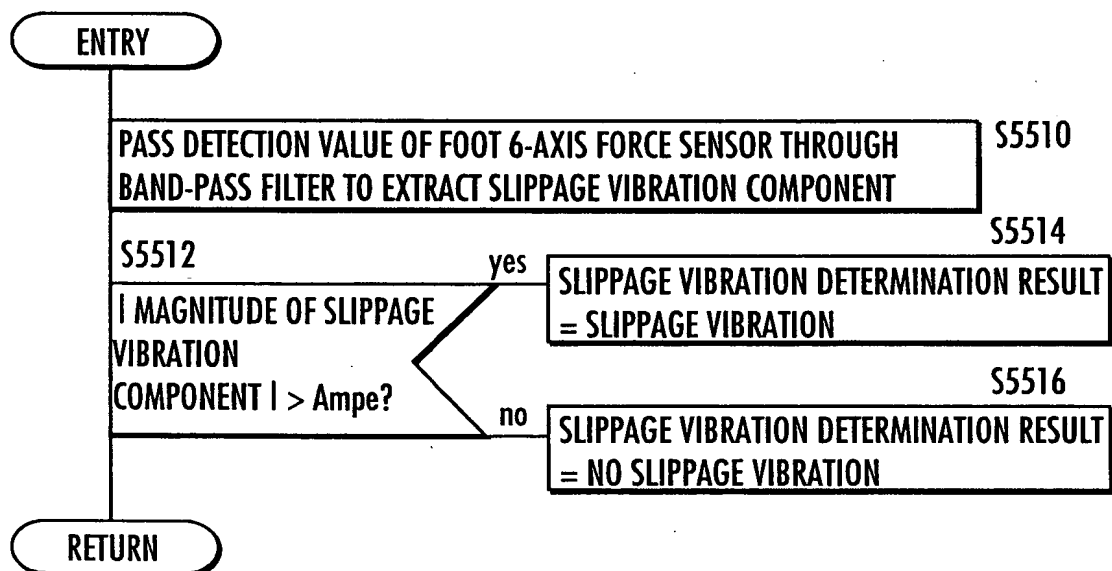 ENTRY
PASS DETECTION VALUE OF FOOT 6-AXIS FORCE SENSOR THROUGH
BAND-PASS FILTER TO EXTRACT SLIPPAGE VIBRATION COMPONENT
S5510
S5512
| MAGNITUDE OF SLIPPAGE
VIBRATION
COMPONENT | > Ampe?
yes
S5514
SLIPPAGE VIBRATION DETERMINATION RESULT
= SLIPPAGE VIBRATION
no
S5516
SLIPPAGE VIBRATION DETERMINATION RESULT
= NO SLIPPAGE VIBRATION
RETURN